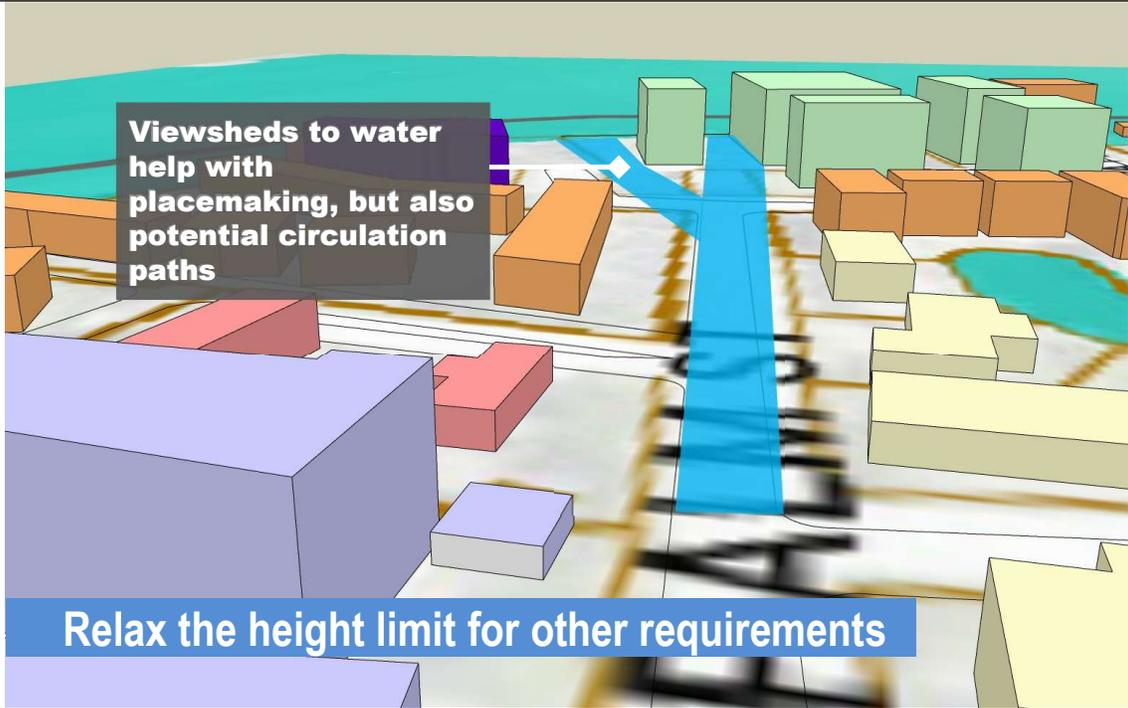 Viewsheds to water
help with
placemaking, but also
potential circulation
paths
Relax the height limit for other requirements